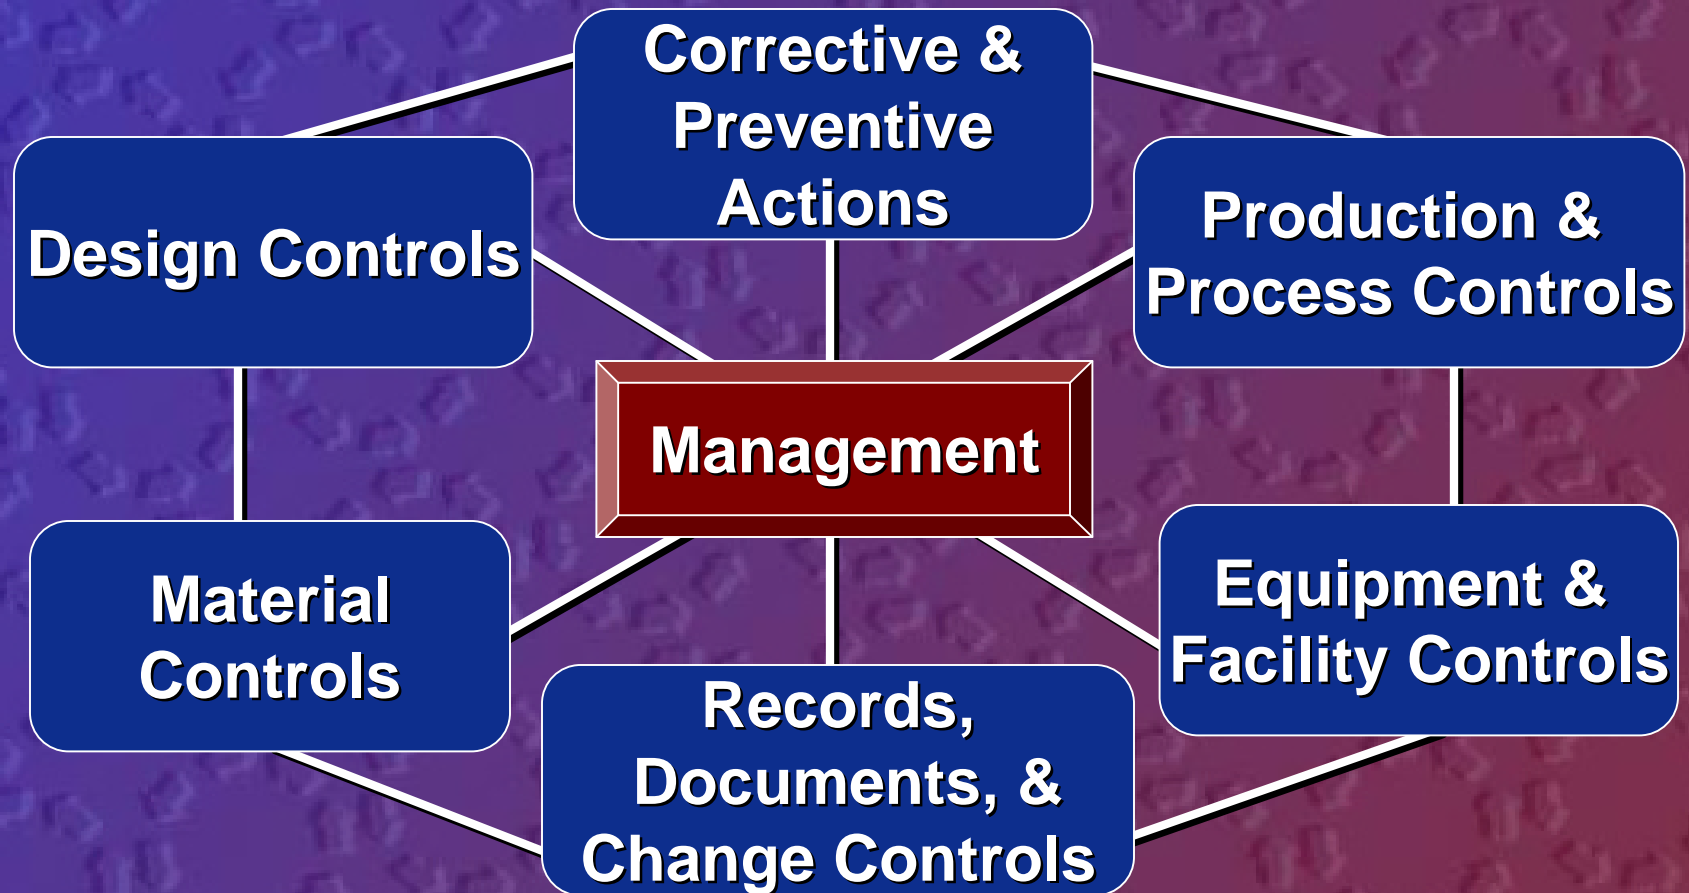 Corrective &
Preventive
Actions
Design Controls
Production &
Process Controls
Management
Material
Controls
Equipment &
Facility Controls
Records,
Documents, &
Change Controls